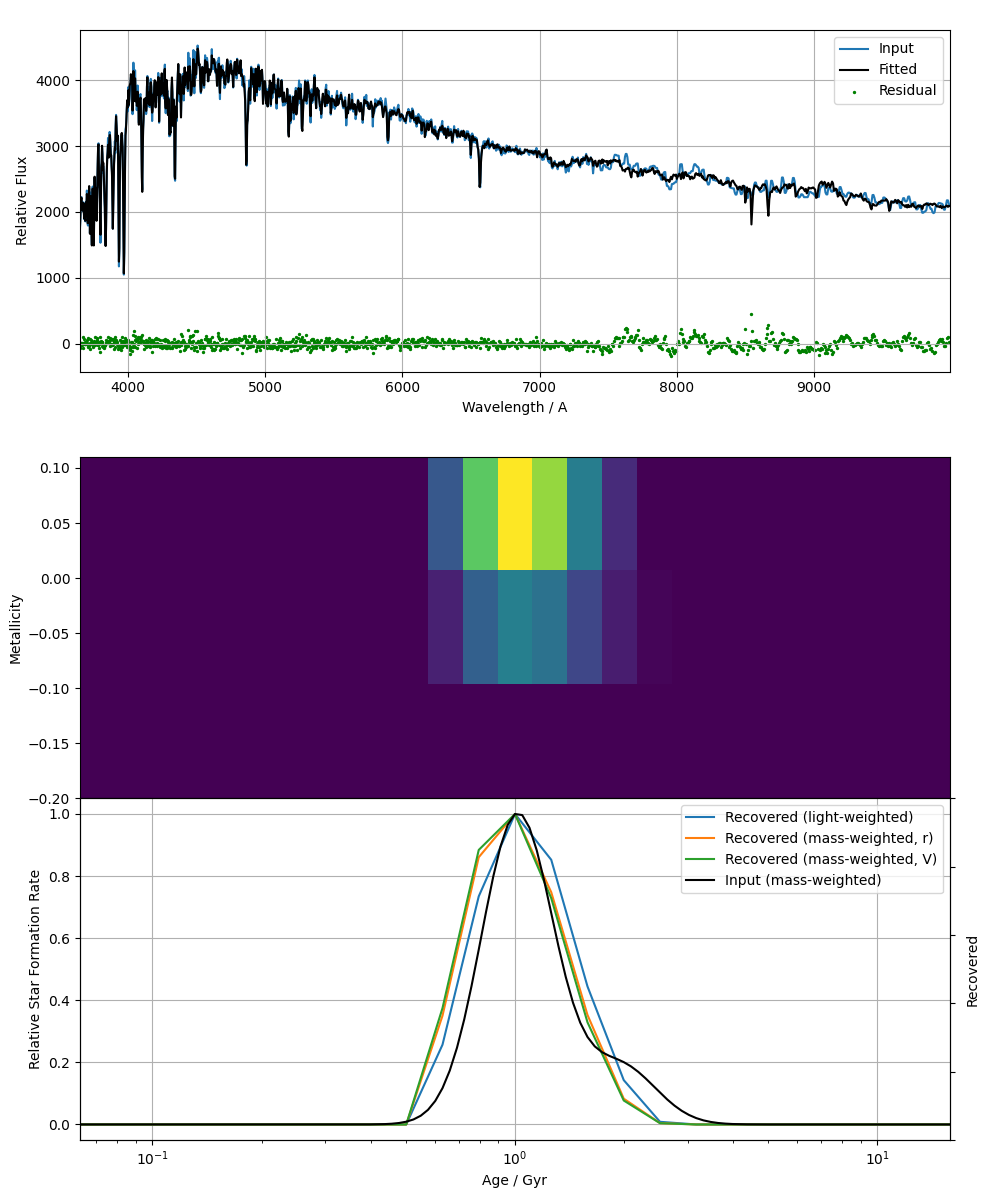 Relative Flux
4000
3000
2000
1000
0
Input
Fitted
Residual
4000 5000 6000 7000 8000 9000
Wavelength / A
Metallicity
0.10
0.05
0.00
−0.05
−0.10
−0.15
−0.20
Relative Star Formation Rate
1.0
0.8
0.6
0.4
0.2
0.0
Recovered (light-weighted)
Recovered (mass-weighted, r)
Recovered (mass-weighted, V)
Input (mass-weighted)
Recovered
10⁻¹ 10⁰ 10¹
Age / Gyr